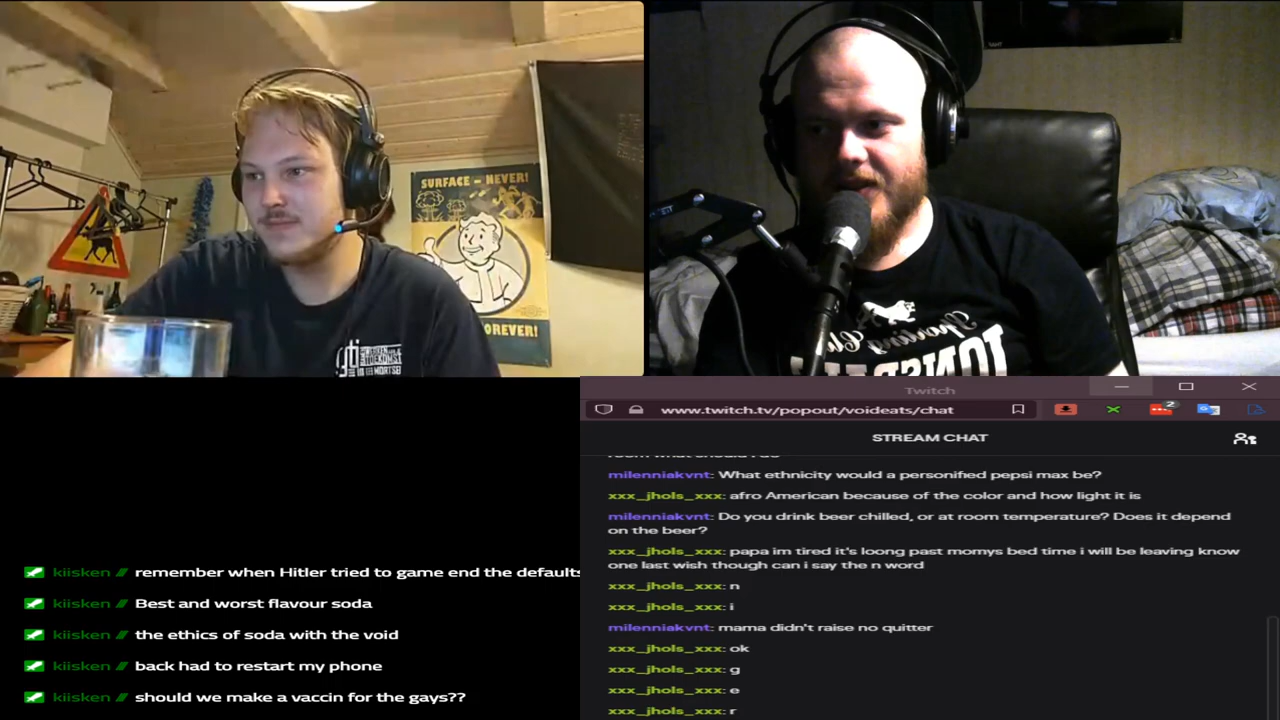 SURFACE - NEVER!
OREVER!
Twitch
www.twitch.tv/popout/voideats/chat
2
STREAM CHAT
milenniakvnt: What ethnicity would a personified pepsi max be?
xxx_jhols_xxx: afro American because of the color and how light it is
milenniakvnt: Do you drink beer chilled, or at room temperature? Does it depend
on the beer?
xxx_jhols_xxx: papa im tired it's loong past momys bed time i will be leaving know
one last wish though can i say the n word
xxx_jhols_xxx: n
xxx_jhols_xxx: i
milenniakvnt: mama didn't raise no quitter
xxx_jhols_xxx: ok
xxx_jhols_xxx: g
xxx_jhols_xxx: e
xxx_jhols_xxx: r
kiisken // remember when Hitler tried to game end the defaults
kiisken // Best and worst flavour soda
kiisken // the ethics of soda with the void
kiisken // back had to restart my phone
kiisken // should we make a vaccin for the gays??